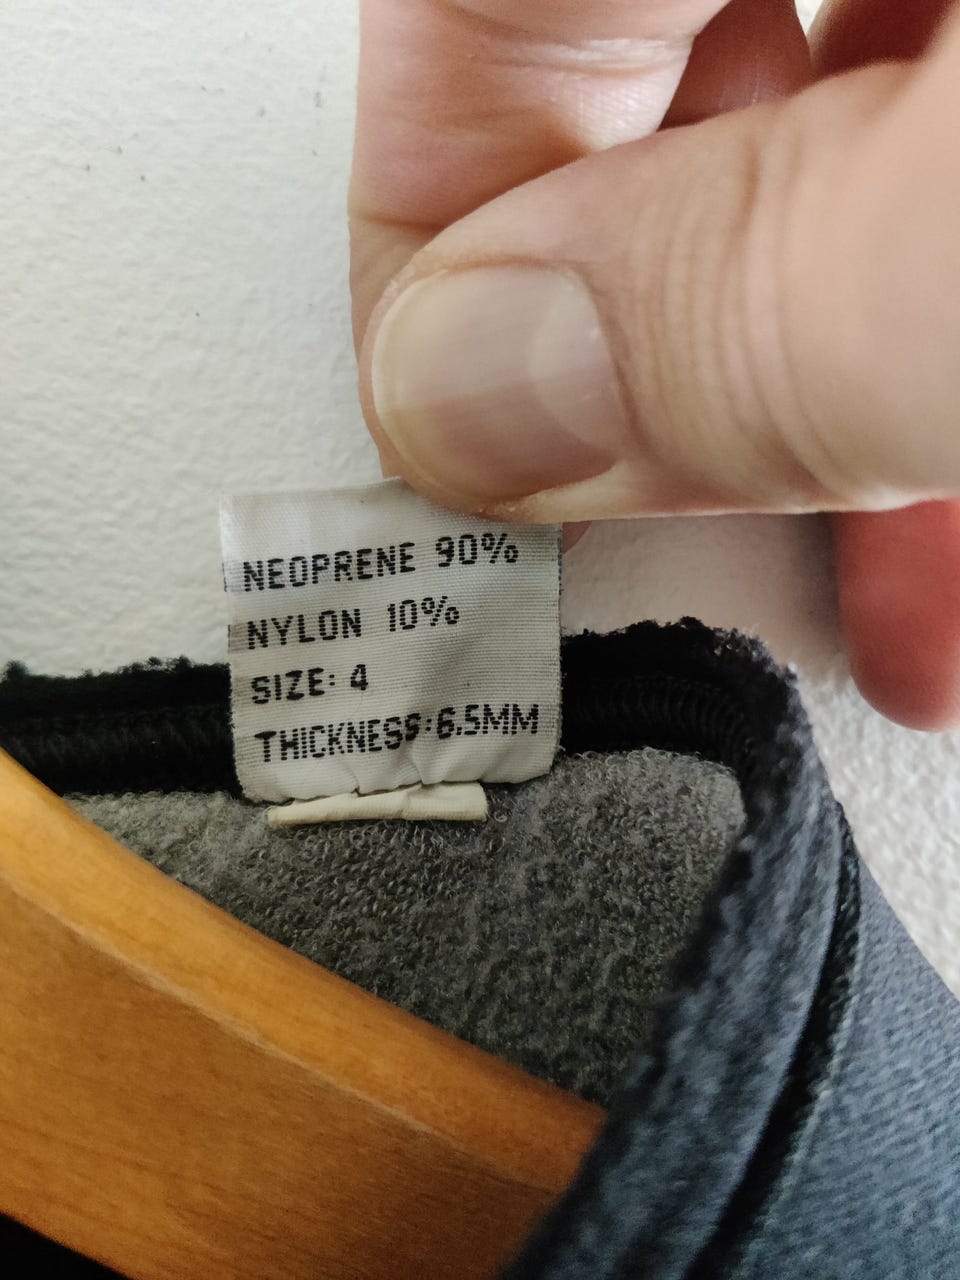 NEOPRENE 90%
NYLON 10%
SIZE: 4
THICKNESS:6.5MM